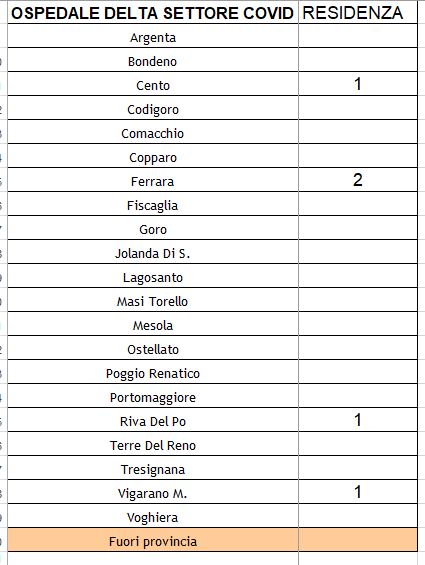 OSPEDALE DELTA SETTORE COVID RESIDENZA
Argenta
Bondeno
Cento 1
Codigoro
Comacchio
Copparo
Ferrara 2
Fiscaglia
Goro
Jolanda Di S.
Lagosanto
Masi Torello
Mesola
Ostellato
Poggio Renatico
Portomaggiore
Riva Del Po 1
Terre Del Reno
Tresignana
Vigarano M. 1
Voghiera
Fuori provincia